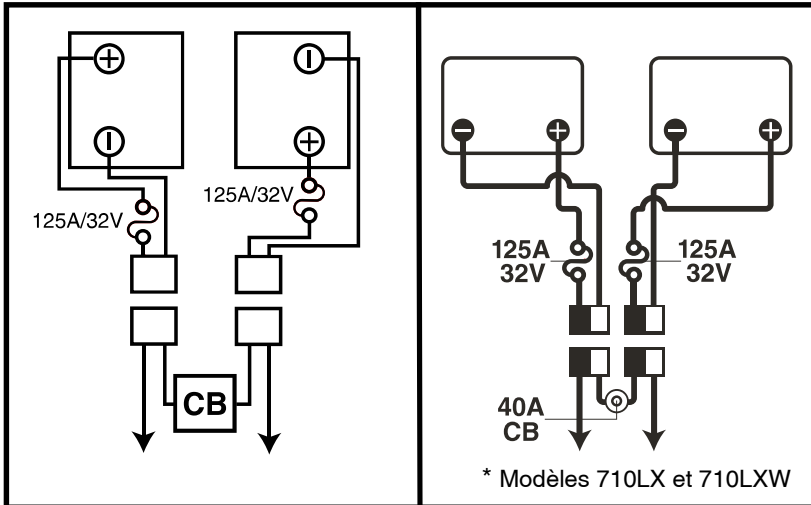 125A/32V
125A/32V
CB
125A
32V
125A
32V
40A
CB
* Modèles 710LX et 710LXW